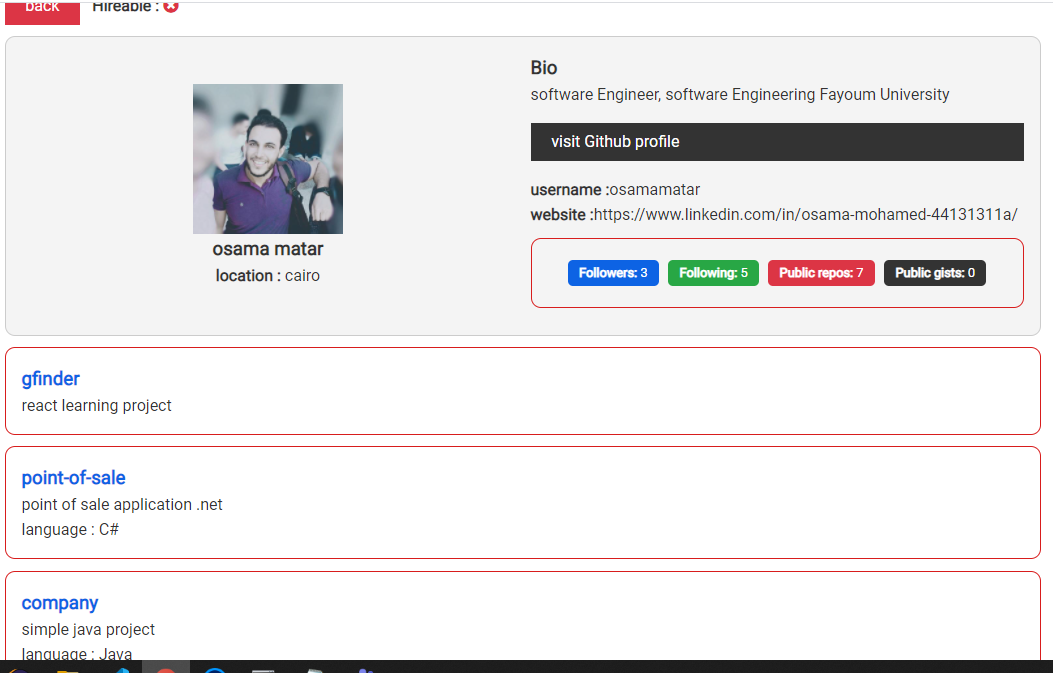 back Hireable :
Bio
software Engineer, software Engineering Fayoum University
visit Github profile
username :osamamatar
website :https://www.linkedin.com/in/osama-mohamed-44131311a/
osama matar
location : cairo
Followers: 3 Following: 5 Public repos: 7 Public gists: 0
gfinder
react learning project
point-of-sale
point of sale application .net
language : C#
company
simple java project
language : Java